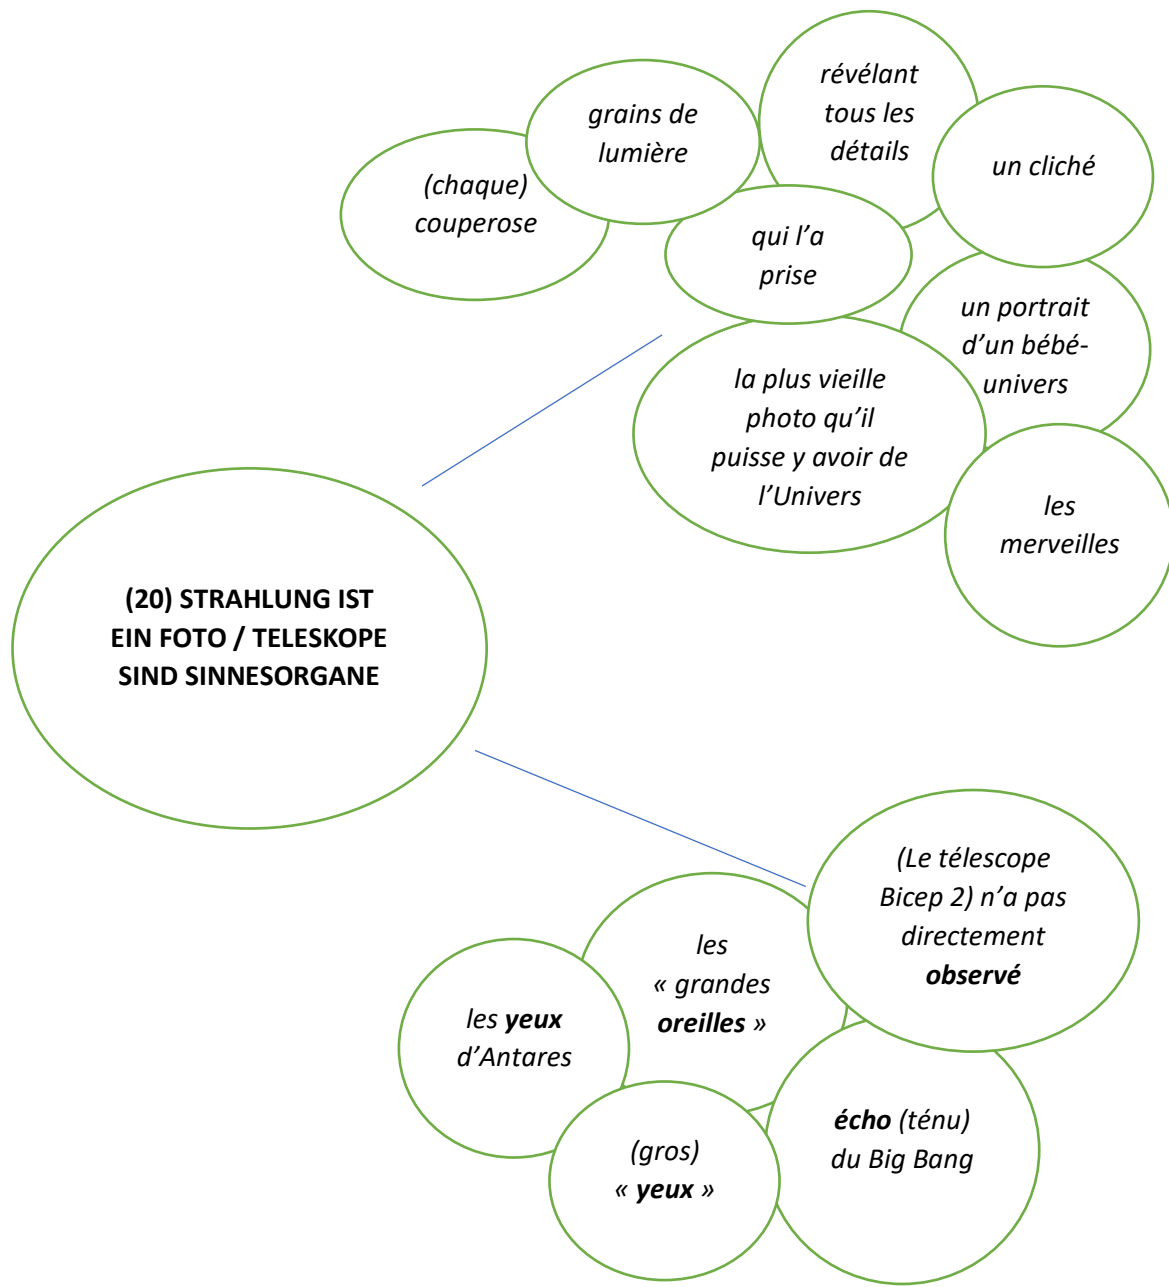 révélant
tous les
détails
grains de
lumière
un cliché
(chaque)
couperose
qui l’a
prise
un portrait
d’un bébé-
univers
la plus vieille
photo qu’il
puisse y avoir de
l’Univers
les
merveilles
(20) STRAHLUNG IST
EIN FOTO / TELESKOPE
SIND SINNESORGANE
(Le télescope
Bicep 2) n’a pas
directement
observé
les
« grandes
oreilles »
les yeux
d’Antares
écho (ténu)
du Big Bang
(gros)
« yeux »